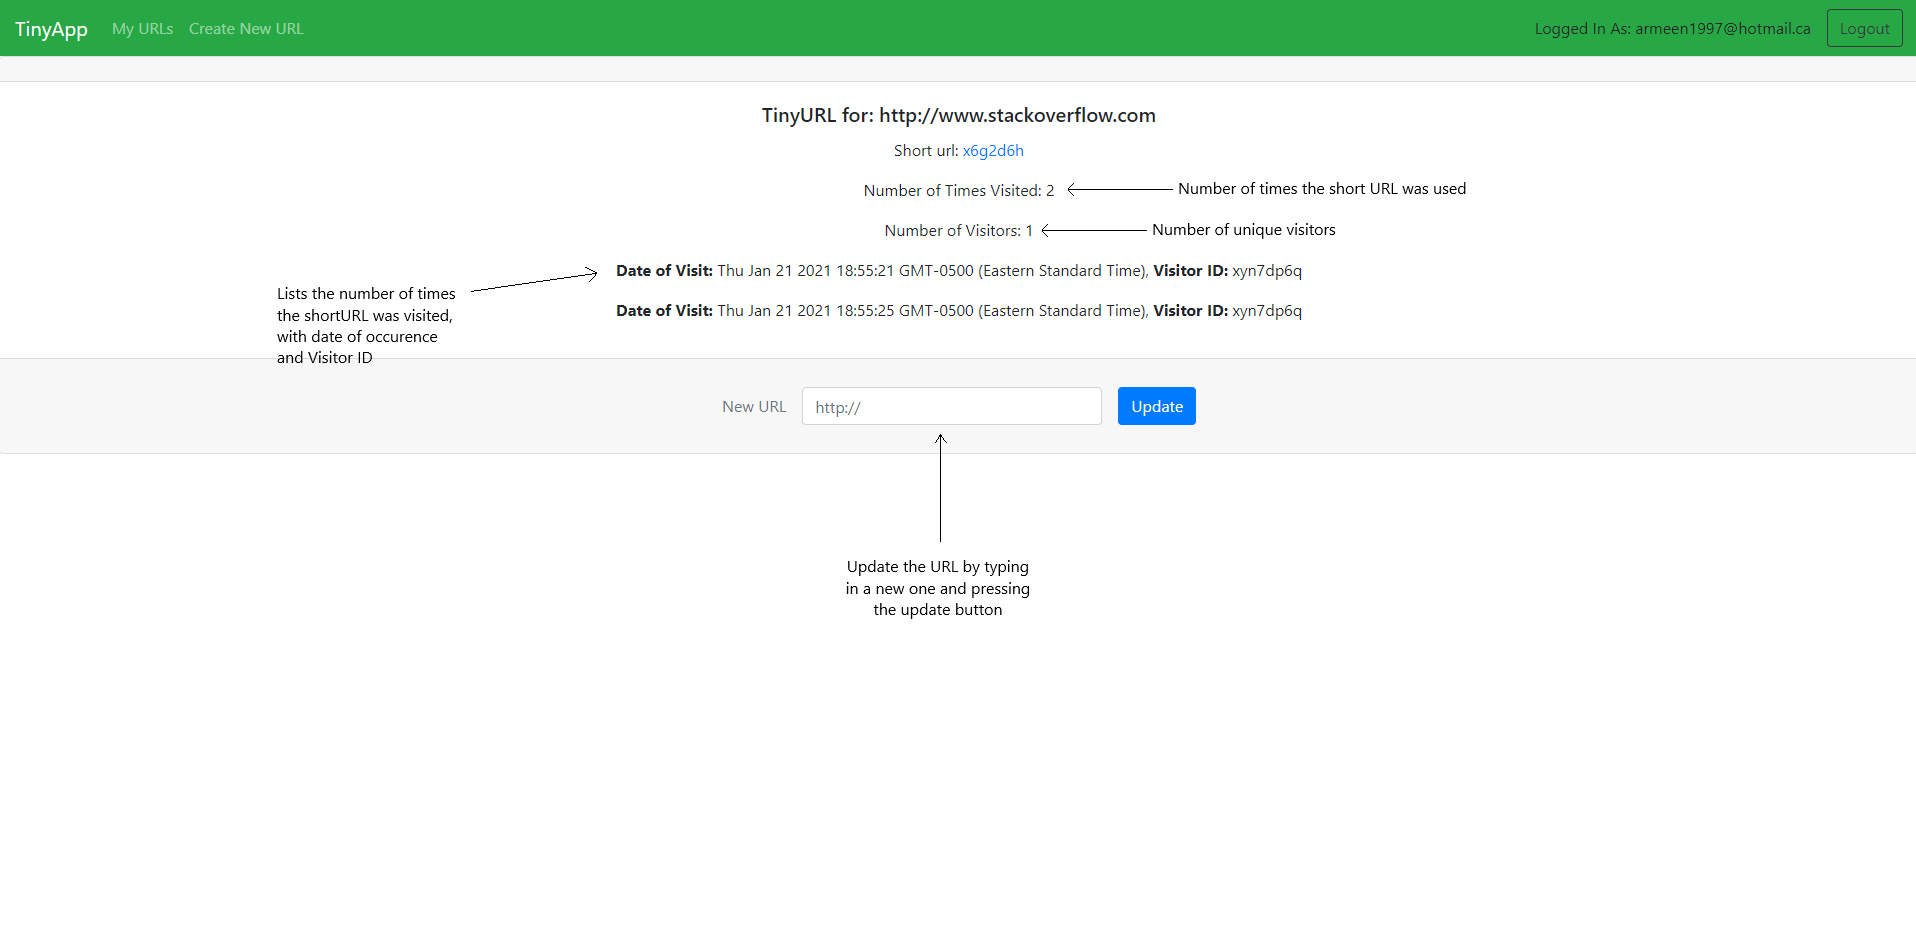 TinyApp My URLs Create New URL Logged In As: armeen1997@hotmail.ca Logout
TinyURL for: http://www.stackoverflow.com
Short url: x6g2d6h
Number of Times Visited: 2 Number of times the short URL was used
Number of Visitors: 1 Number of unique visitors
Date of Visit: Thu Jan 21 2021 18:55:21 GMT-0500 (Eastern Standard Time), Visitor ID: xyn7dp6q
Date of Visit: Thu Jan 21 2021 18:55:25 GMT-0500 (Eastern Standard Time), Visitor ID: xyn7dp6q
Lists the number of times
the shortURL was visited,
with date of occurence
and Visitor ID
New URL http:// Update
Update the URL by typing
in a new one and pressing
the update button